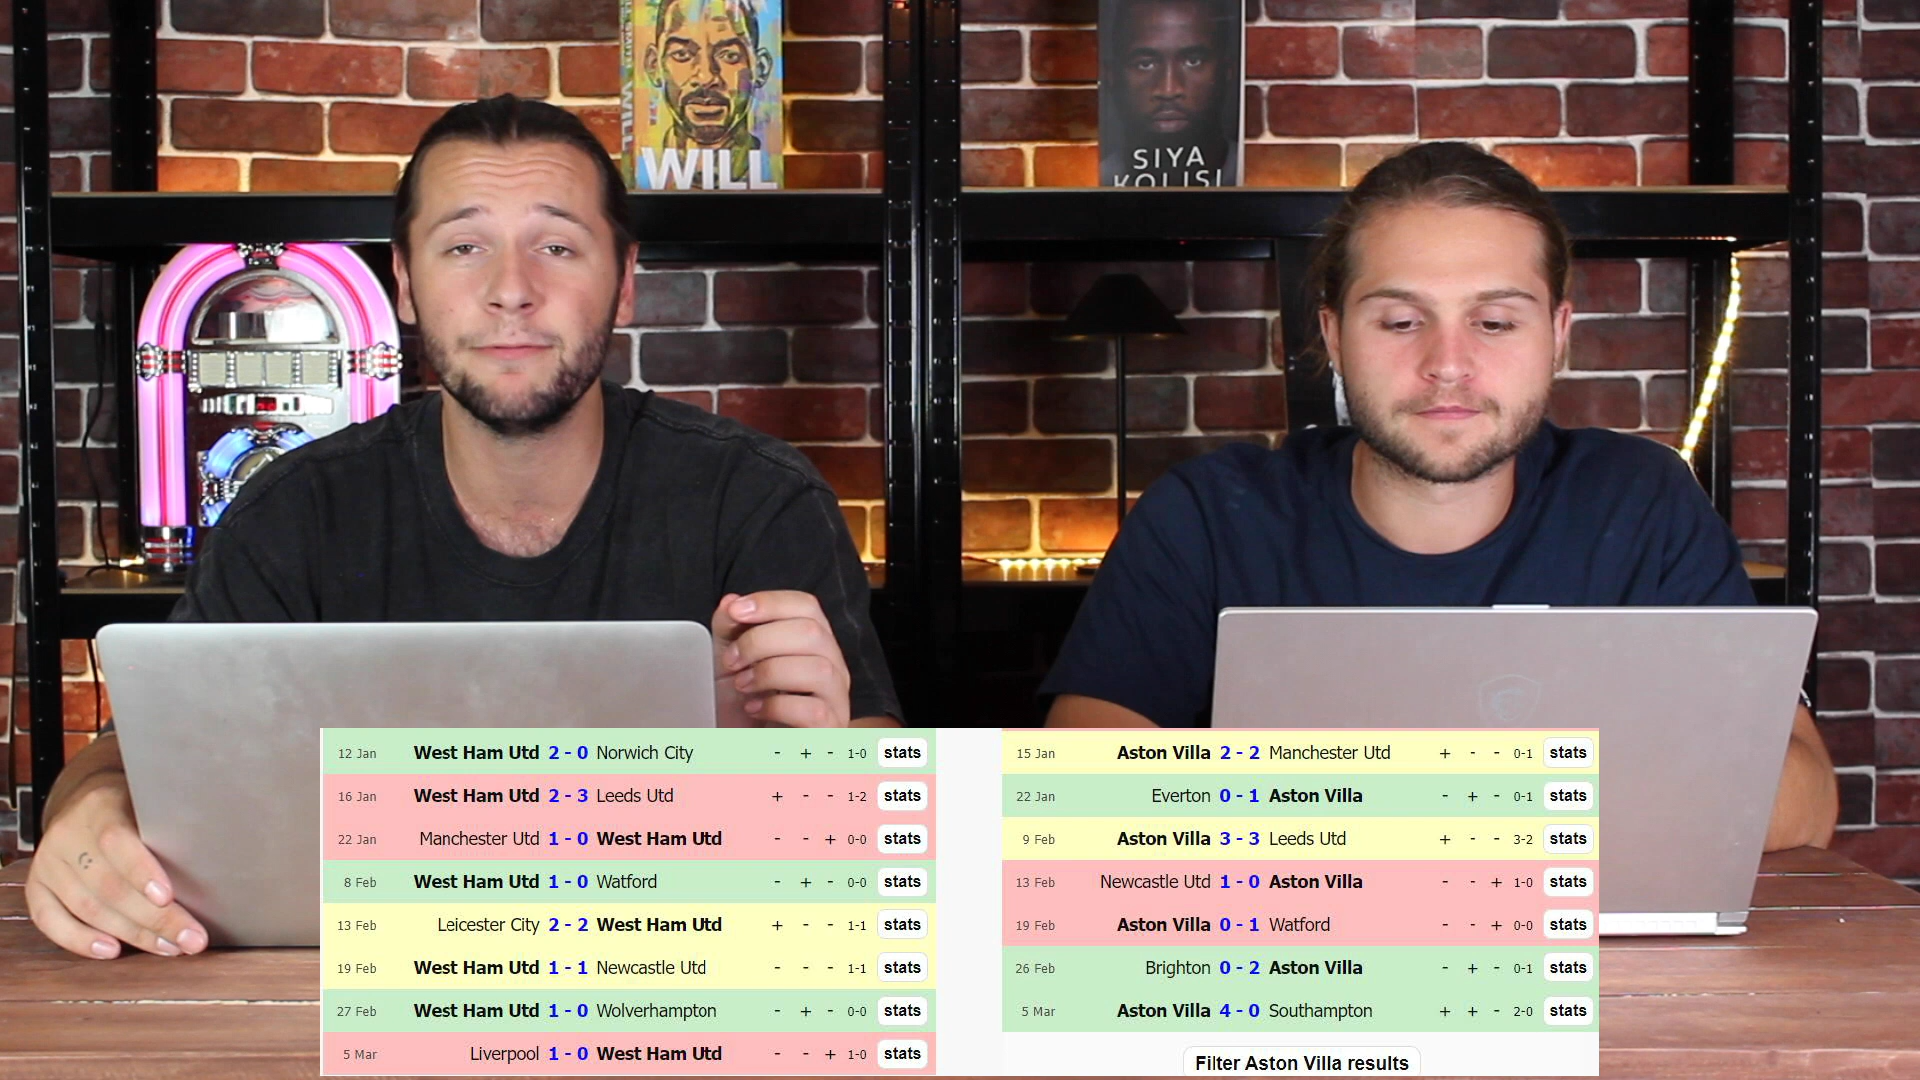 WILL
WILL
SIYA
KOLISI
12 Jan West Ham Utd 2 - 0 Norwich City - + - 1-0 stats
16 Jan West Ham Utd 2 - 3 Leeds Utd + - - 1-2 stats
22 Jan Manchester Utd 1 - 0 West Ham Utd - - + 0-0 stats
8 Feb West Ham Utd 1 - 0 Watford - + - 0-0 stats
13 Feb Leicester City 2 - 2 West Ham Utd + - - 1-1 stats
19 Feb West Ham Utd 1 - 1 Newcastle Utd - - - 1-1 stats
27 Feb West Ham Utd 1 - 0 Wolverhampton - + - 0-0 stats
5 Mar Liverpool 1 - 0 West Ham Utd - - + 1-0 stats
15 Jan Aston Villa 2 - 2 Manchester Utd + - - 0-1 stats
22 Jan Everton 0 - 1 Aston Villa - + - 0-1 stats
9 Feb Aston Villa 3 - 3 Leeds Utd + - - 3-2 stats
13 Feb Newcastle Utd 1 - 0 Aston Villa - - + 1-0 stats
19 Feb Aston Villa 0 - 1 Watford - - + 0-0 stats
26 Feb Brighton 0 - 2 Aston Villa - + - 0-1 stats
5 Mar Aston Villa 4 - 0 Southampton + + - 2-0 stats
Filter Aston Villa results